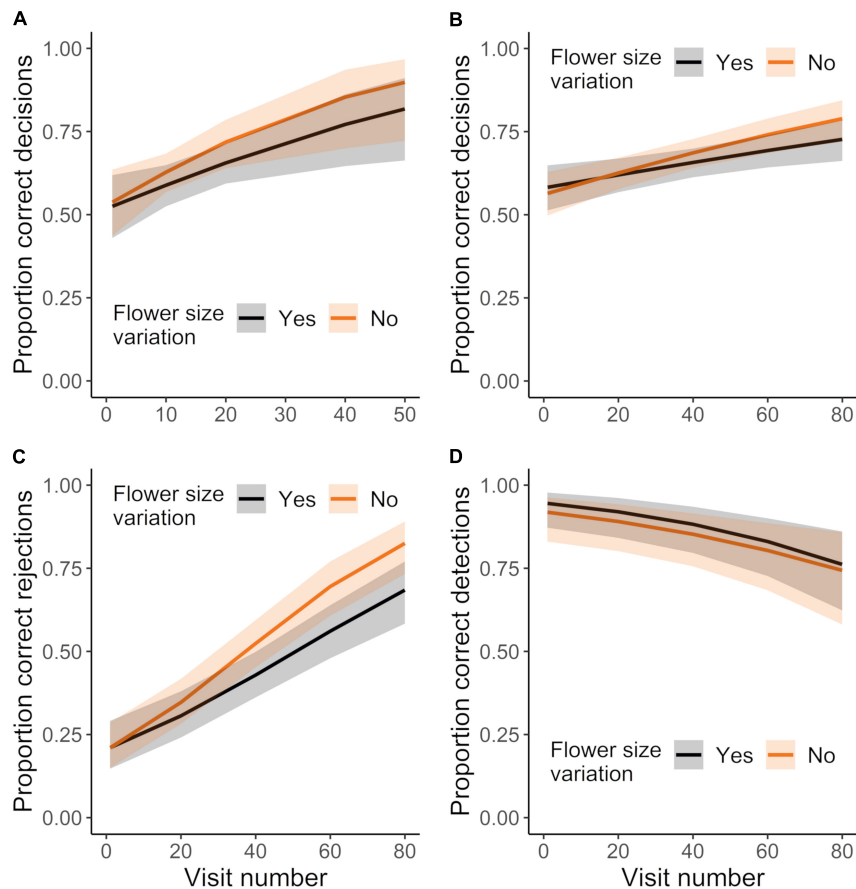 A
Proportion correct decisions
1.00
0.75
0.50
0.25
0.00
Flower size
variation
Yes
No
0 10 20 30 40 50
B
Proportion correct decisions
1.00
0.75
0.50
0.25
0.00
Flower size
variation
Yes
No
0 20 40 60 80
C
Proportion correct rejections
1.00
0.75
0.50
0.25
0.00
Flower size
variation
Yes
No
0 20 40 60 80
Visit number
D
Proportion correct detections
1.00
0.75
0.50
0.25
0.00
Flower size
variation
Yes
No
0 20 40 60 80
Visit number